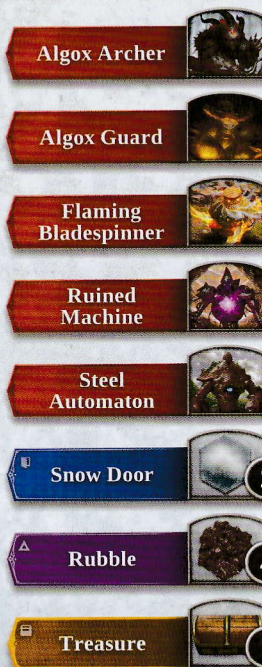 Algox Archer
Algox Guard
Flaming
Bladespinner
Ruined
Machine
Steel
Automaton
Snow Door
Rubble
Treasure